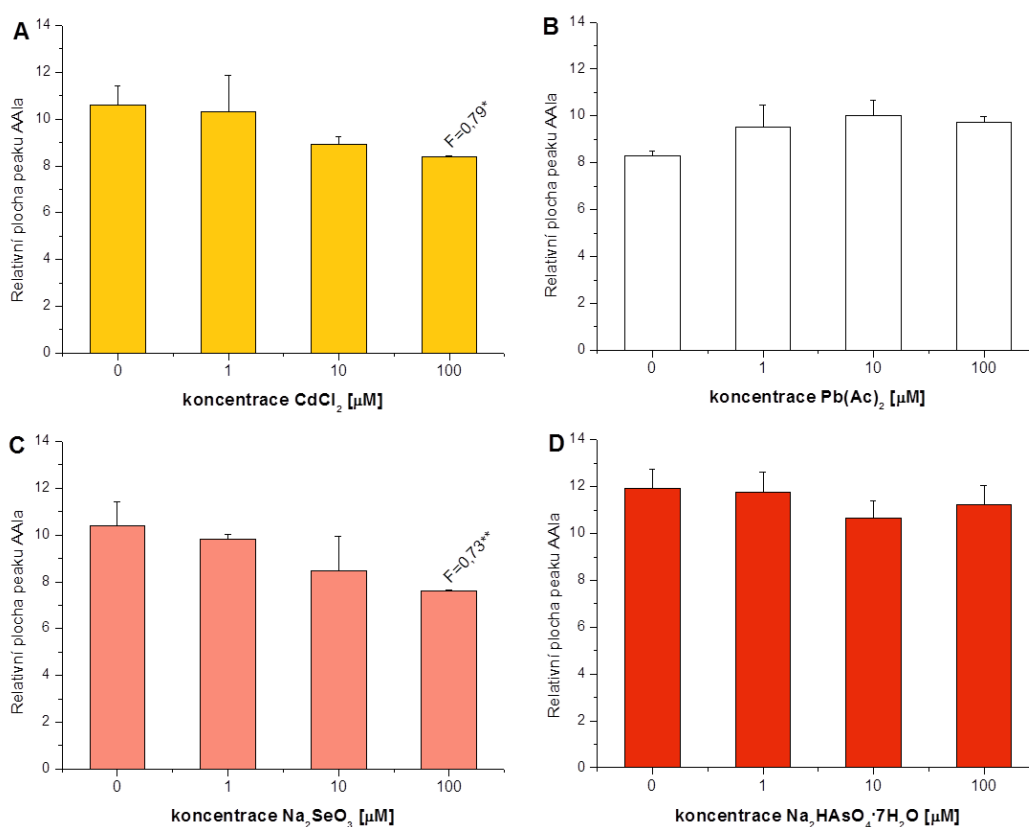 A
Relativní plocha peaku AAla
14
12
10
8
6
4
2
0
F=0,79*
0 1 10 100
koncentrace CdCl₂ [µM]
B
Relativní plocha peaku AAla
14
12
10
8
6
4
2
0
0 1 10 100
koncentrace Pb(Ac)₂ [µM]
C
Relativní plocha peaku AAla
14
12
10
8
6
4
2
0
F=0,73**
0 1 10 100
koncentrace Na₂SeO₃ [µM]
D
Relativní plocha peaku AAla
14
12
10
8
6
4
2
0
0 1 10 100
koncentrace Na₂HAsO₄·7H₂O [µM]